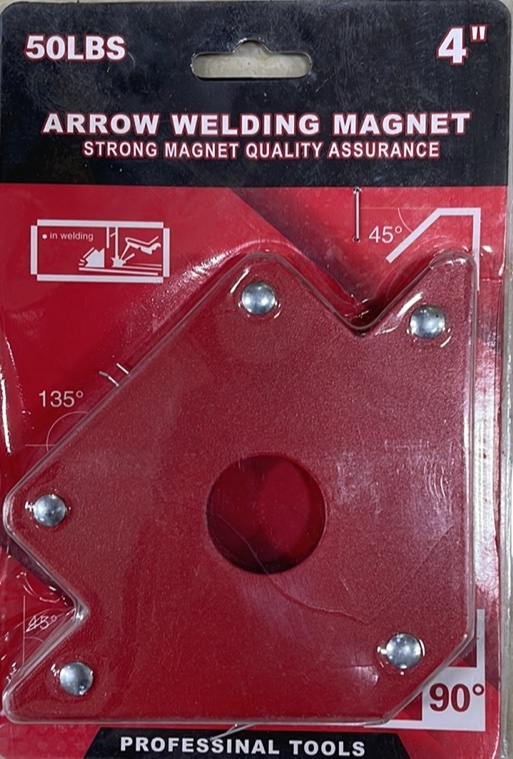 50LBS
4"
ARROW WELDING MAGNET
STRONG MAGNET QUALITY ASSURANCE
in welding
45°
135°
45°
90°
PROFESSINAL TOOLS